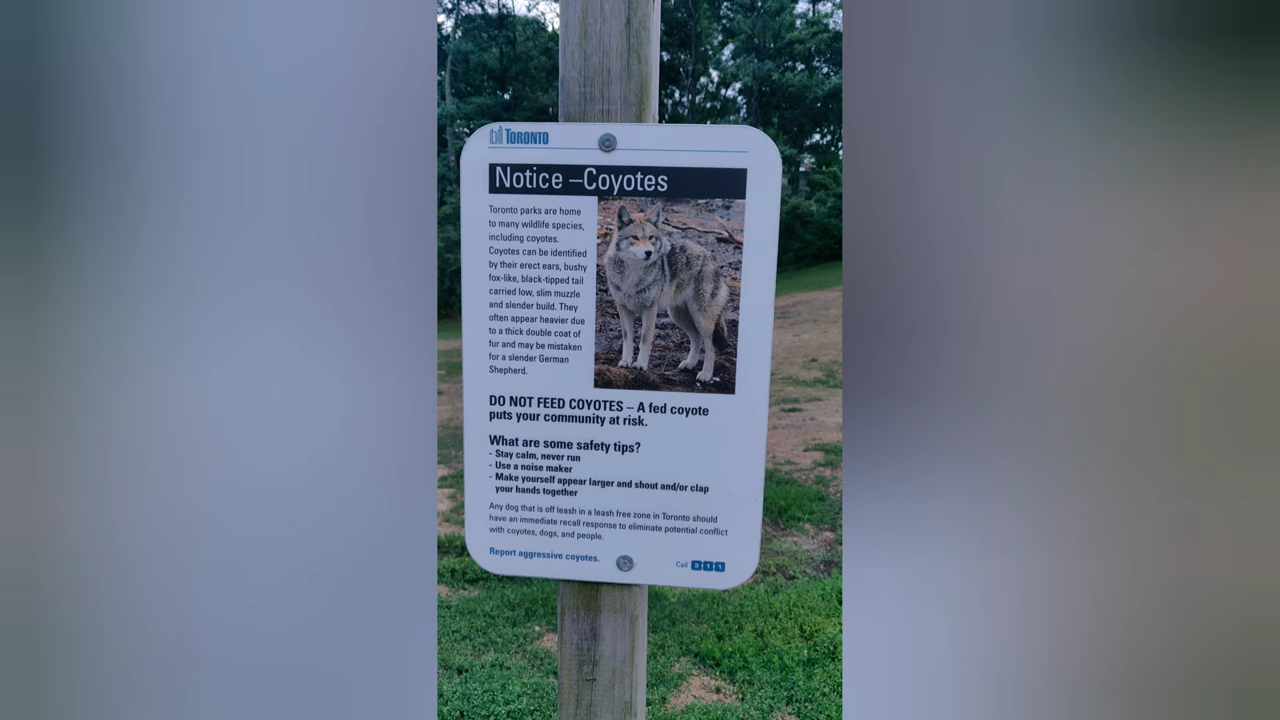 TORONTO
Notice –Coyotes
Toronto parks are home
to many wildlife species,
including coyotes.
Coyotes can be identified
by their erect ears, bushy
fox-like, black-tipped tail
carried low, slim muzzle
and slender build. They
often appear heavier due
to a thick double coat of
fur and may be mistaken
for a slender German
Shepherd.
DO NOT FEED COYOTES – A fed coyote
puts your community at risk.
What are some safety tips?
- Stay calm, never run
- Use a noise maker
- Make yourself appear larger and shout and/or clap
your hands together
Any dog that is off leash in a leash free zone in Toronto should
have an immediate recall response to eliminate potential conflict
with coyotes, dogs, and people.
Report aggressive coyotes.
Call 311